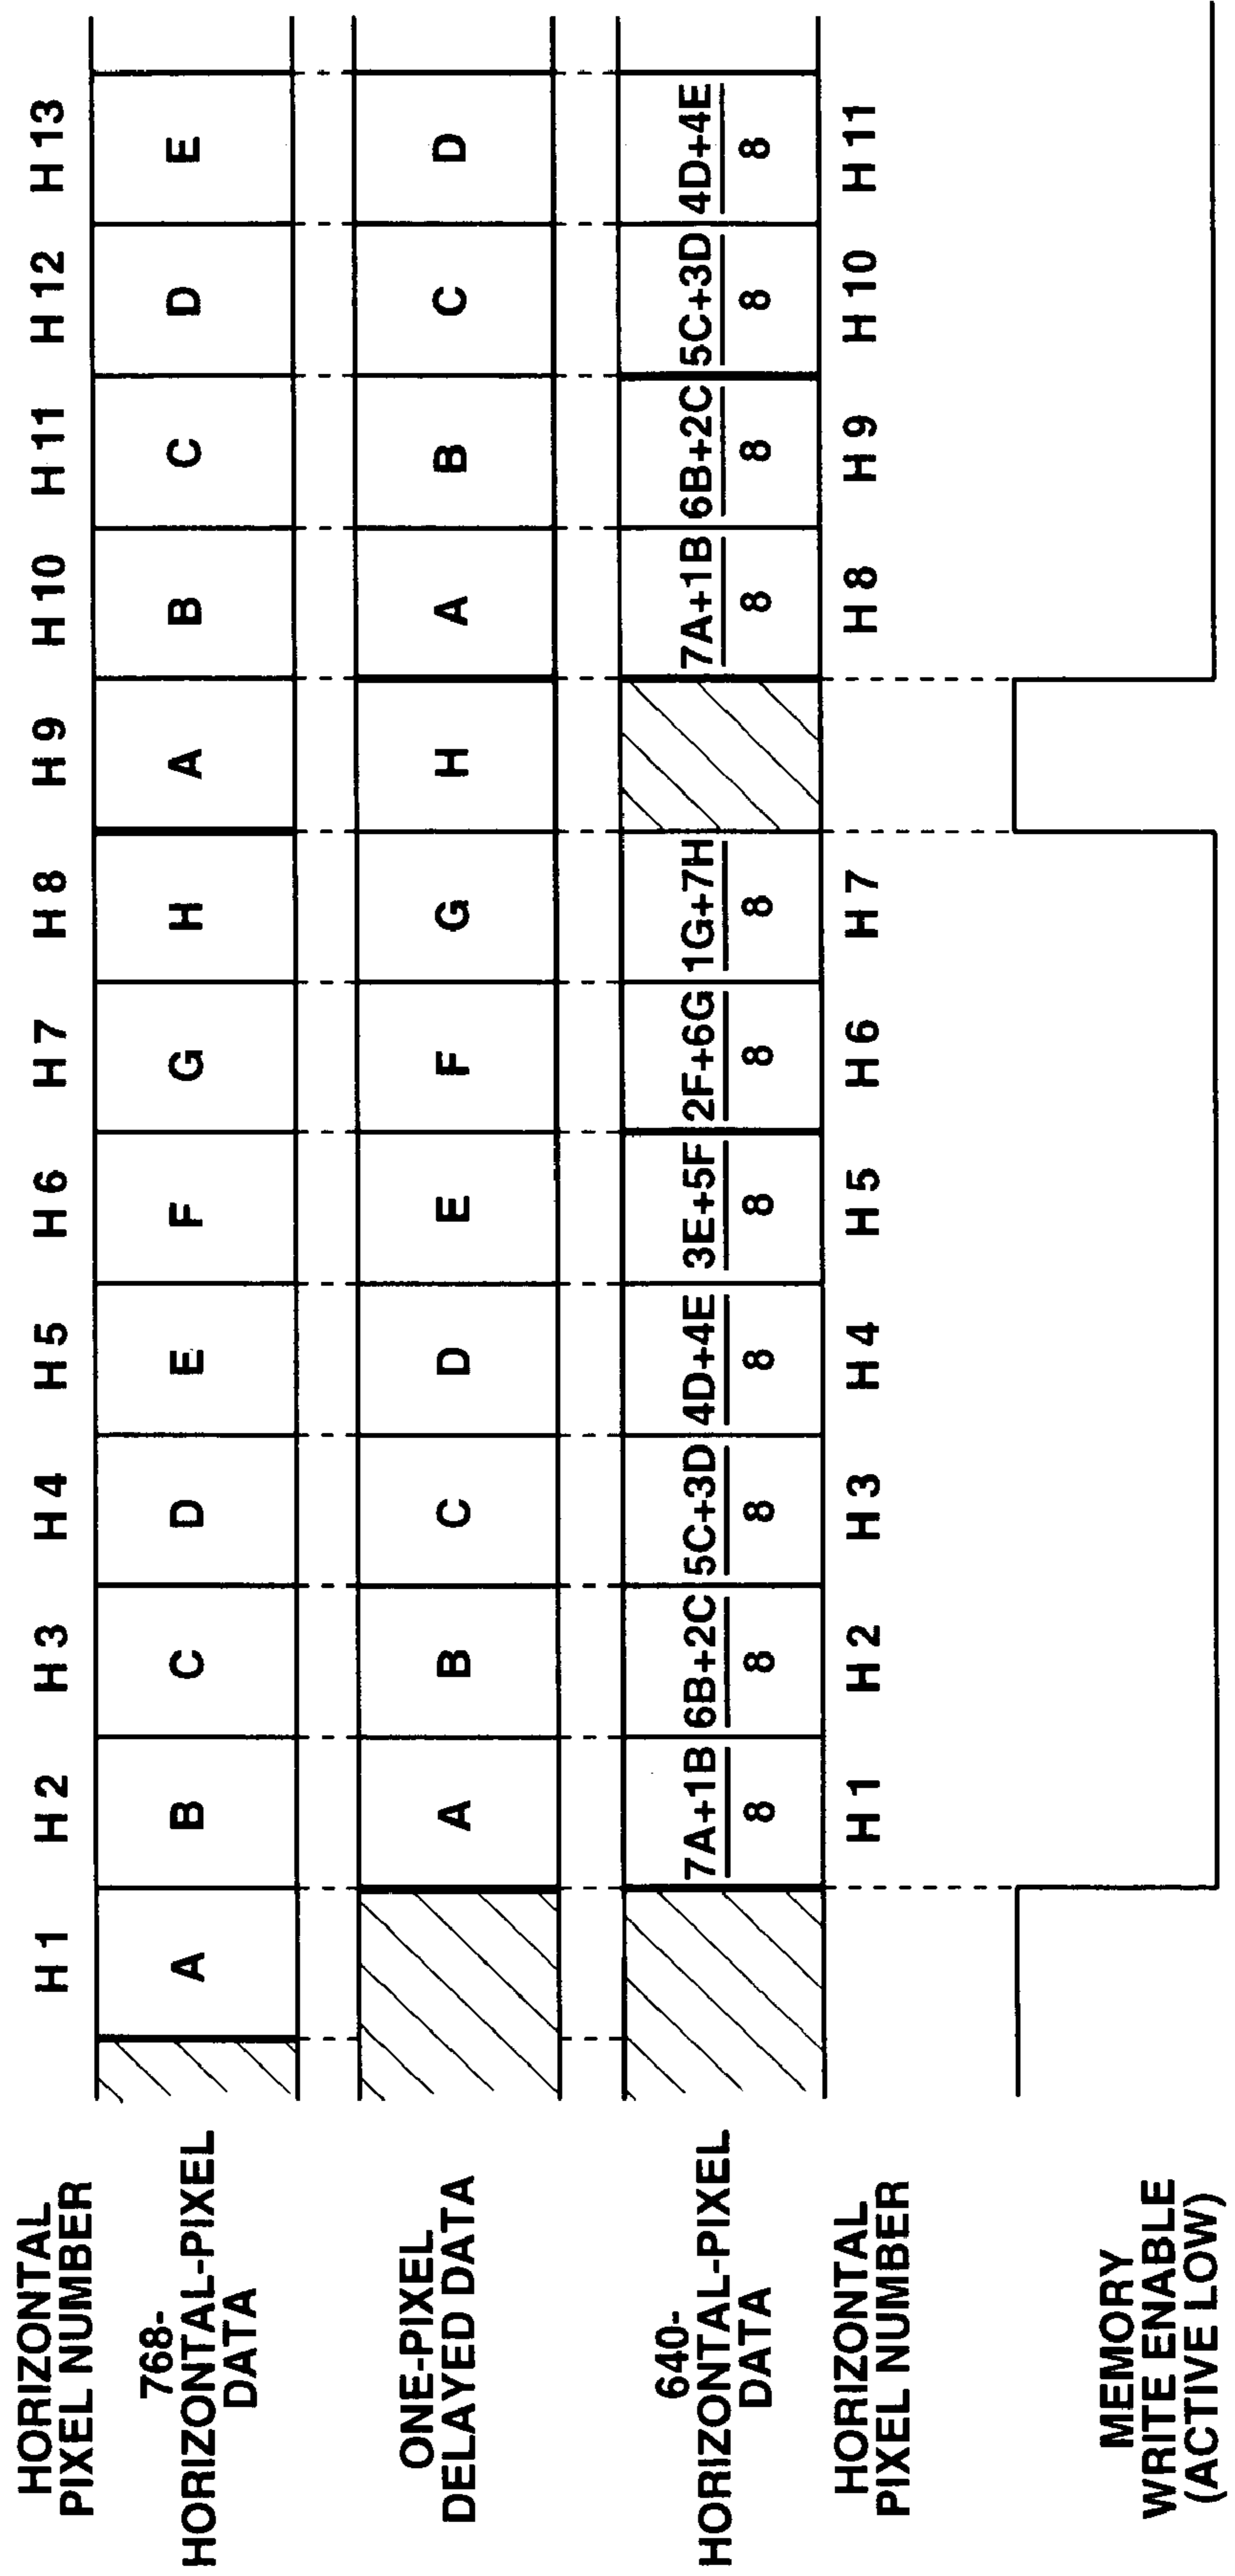 HORIZONTAL
PIXEL NUMBER
H1 H2 H3 H4 H5 H6 H7 H8 H9 H10 H11 H12 H13
768-
HORIZONTAL-PIXEL
DATA
A B C D E F G H A B C D E
ONE-PIXEL
DELAYED DATA
A B C D E F G H A B C D
640-
HORIZONTAL-PIXEL
DATA
7A+1B 6B+2C 5C+3D 4D+4E 3E+5F 2F+6G 1G+7H 7A+1B 6B+2C 5C+3D 4D+4E
8 8 8 8 8 8 8 8 8 8 8
HORIZONTAL
PIXEL NUMBER
H1 H2 H3 H4 H5 H6 H7 H8 H9 H10 H11
MEMORY
WRITE ENABLE
(ACTIVE LOW)